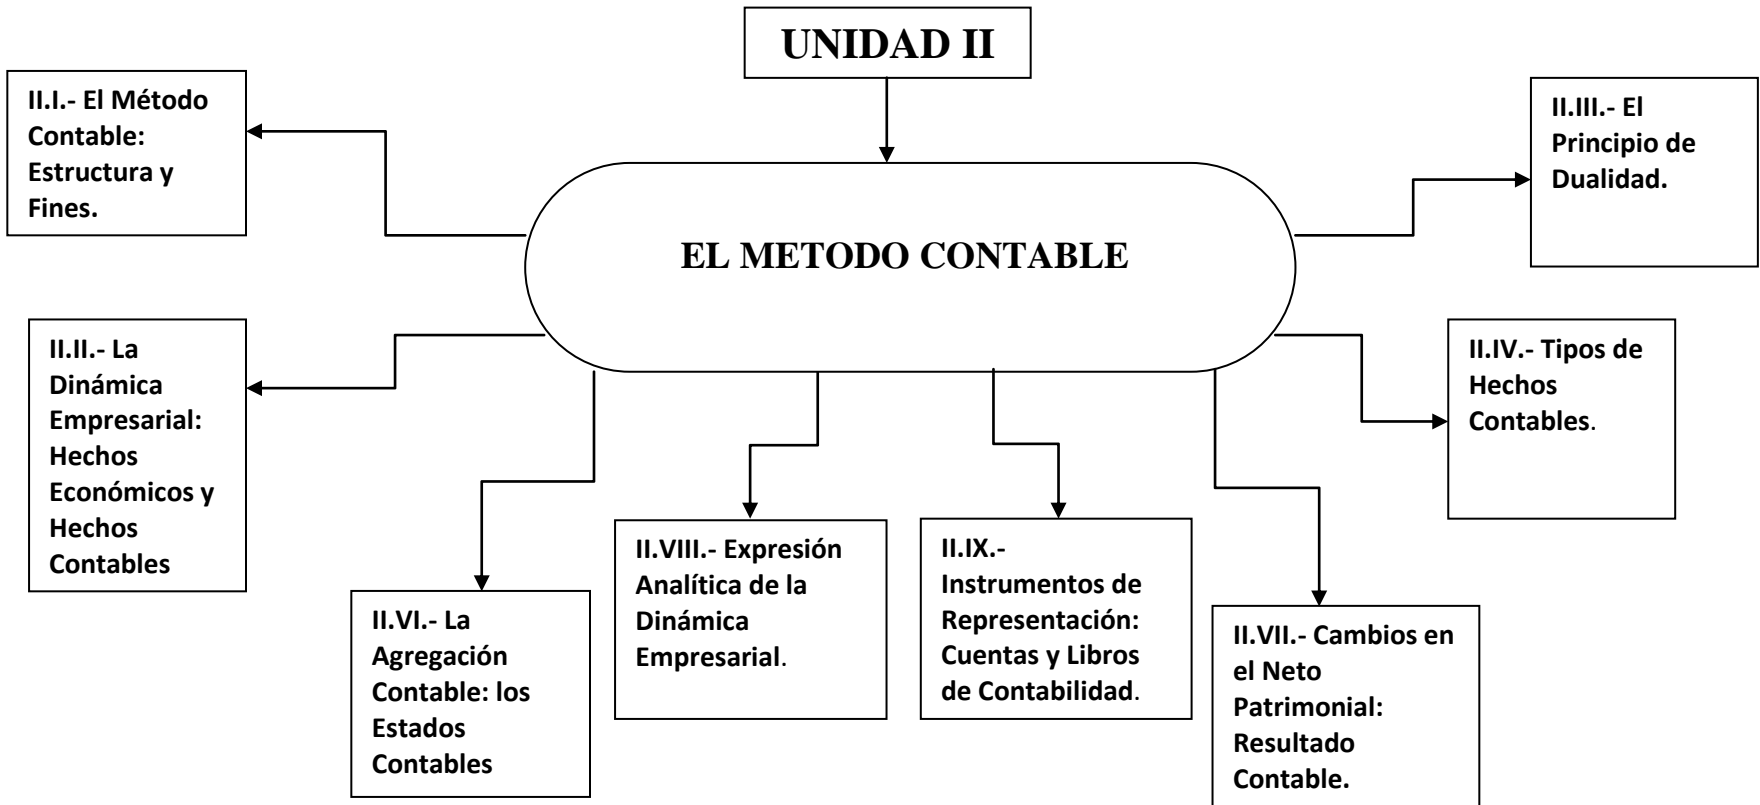 UNIDAD II
II.I.- El Método
Contable:
Estructura y
Fines.
II.III.- El
Principio de
Dualidad.
EL METODO CONTABLE
II.II.- La
Dinámica
Empresarial:
Hechos
Económicos y
Hechos
Contables
II.IV.- Tipos de
Hechos
Contables.
II.VI.- La
Agregación
Contable: los
Estados
Contables
II.VIII.- Expresión
Analítica de la
Dinámica
Empresarial.
II.IX.-
Instrumentos de
Representación:
Cuentas y Libros
de Contabilidad.
II.VII.- Cambios en
el Neto
Patrimonial:
Resultado
Contable.